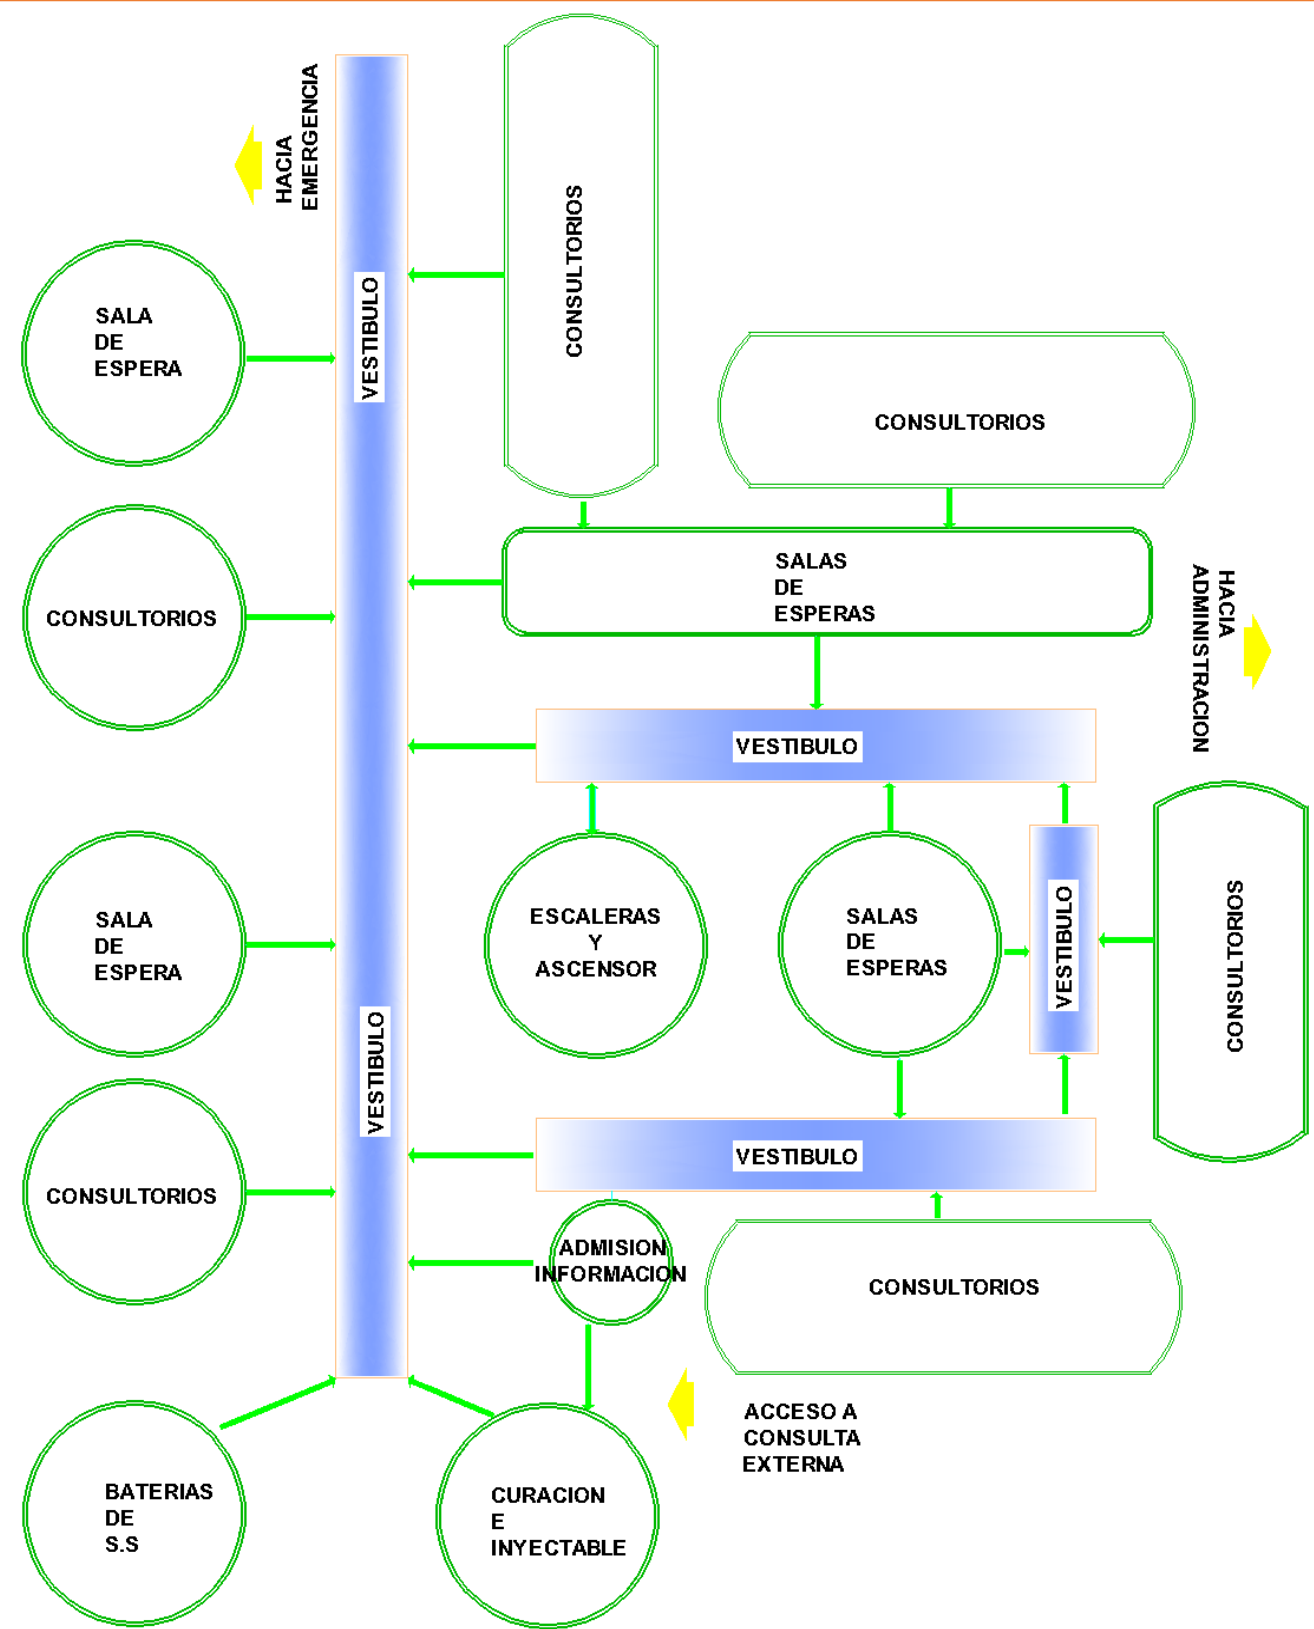 HACIA
EMERGENCIA
CONSULTORIOS
VESTIBULO
SALA
DE
ESPERA
CONSULTORIOS
SALAS
DE
ESPERAS
HACIA
ADMINISTRACION
CONSULTORIOS
VESTIBULO
SALA
DE
ESPERA
ESCALERAS
Y
ASCENSOR
SALAS
DE
ESPERAS
VESTIBULO
CONSULTORIOS
VESTIBULO
VESTIBULO
CONSULTORIOS
ADMISION
INFORMACION
CONSULTORIOS
ACCESO A
CONSULTA
EXTERNA
BATERIAS
DE
S.S
CURACION
E
INYECTABLE